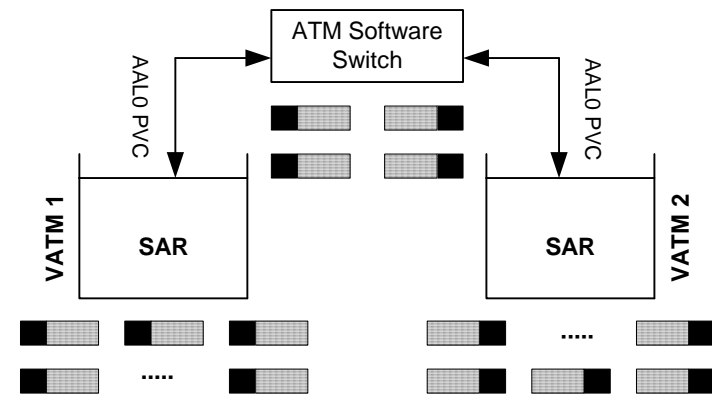 ATM Software
Switch
AAL0 PVC
AAL0 PVC
VATM 1
SAR
SAR
VATM 2
.....
.....